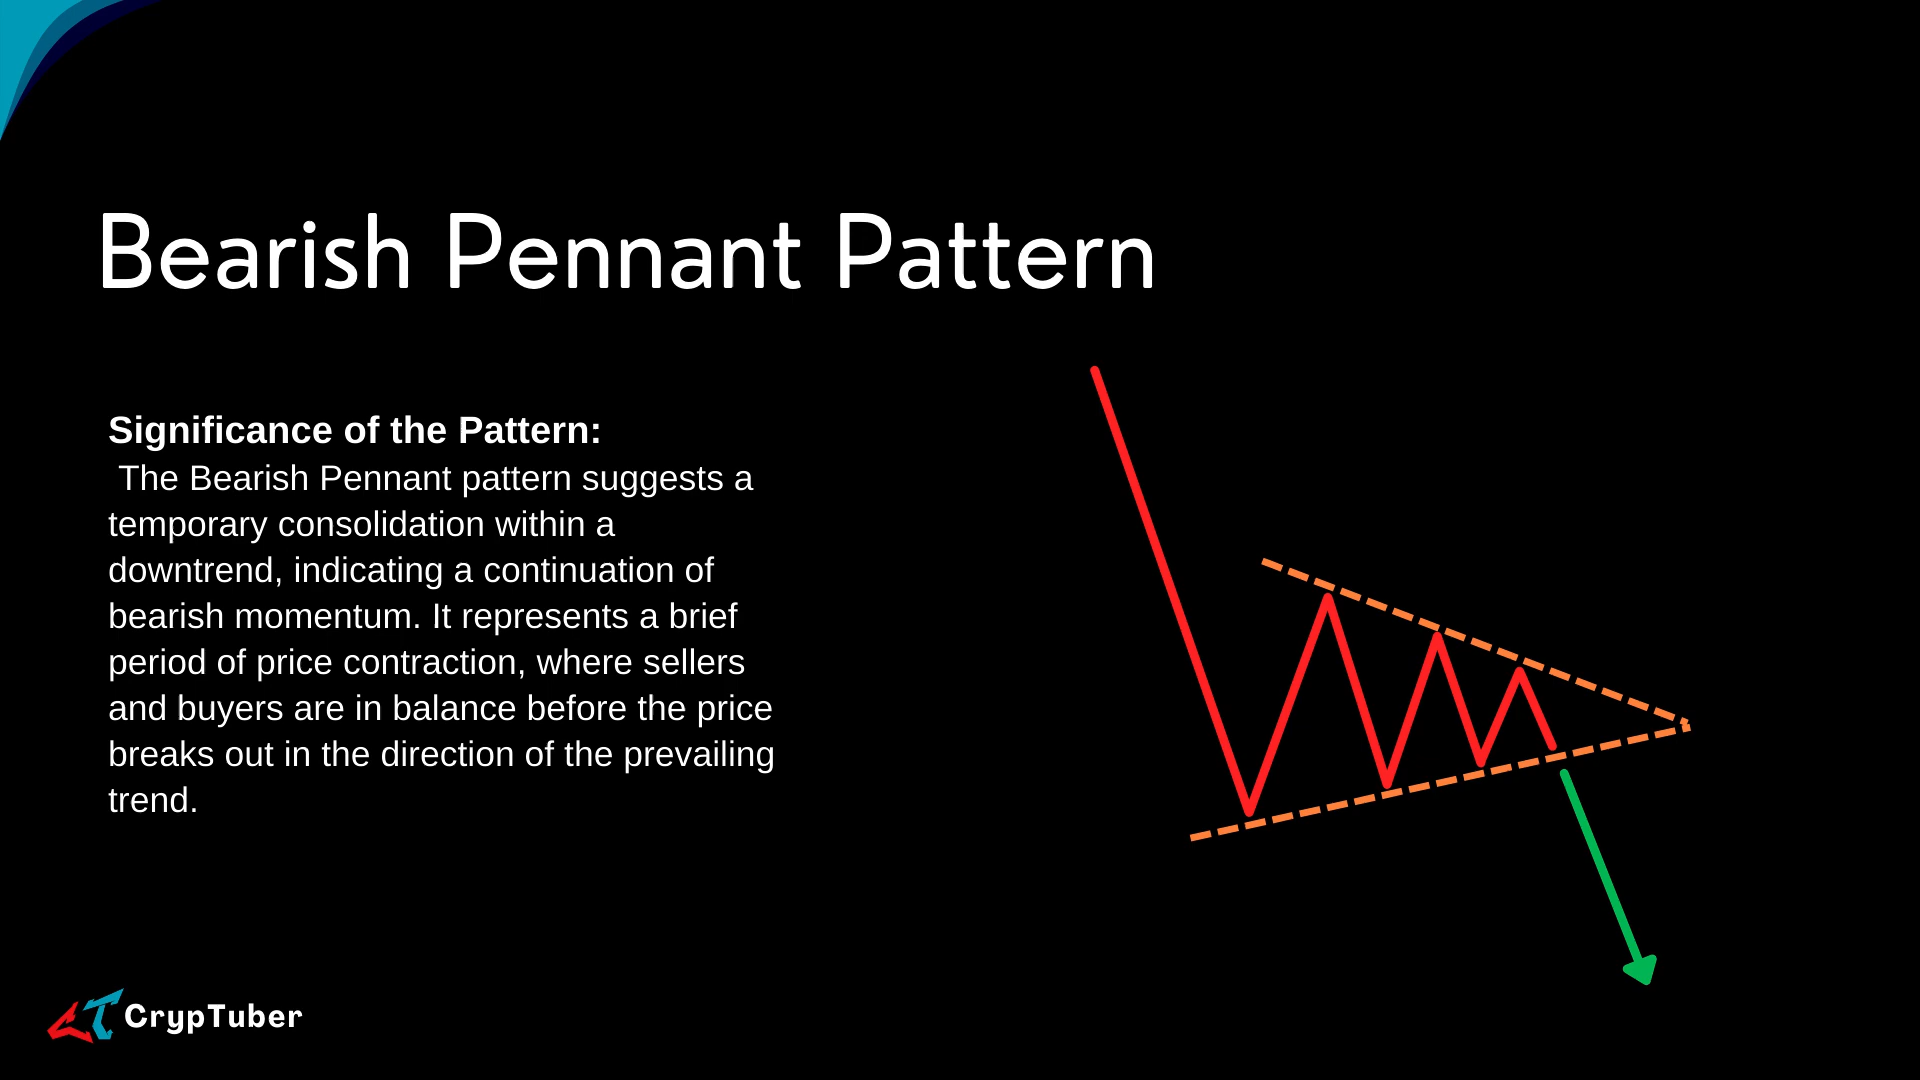 Bearish Pennant Pattern
Significance of the Pattern:
The Bearish Pennant pattern suggests a
temporary consolidation within a
downtrend, indicating a continuation of
bearish momentum. It represents a brief
period of price contraction, where sellers
and buyers are in balance before the price
breaks out in the direction of the prevailing
trend.
CrypTuber